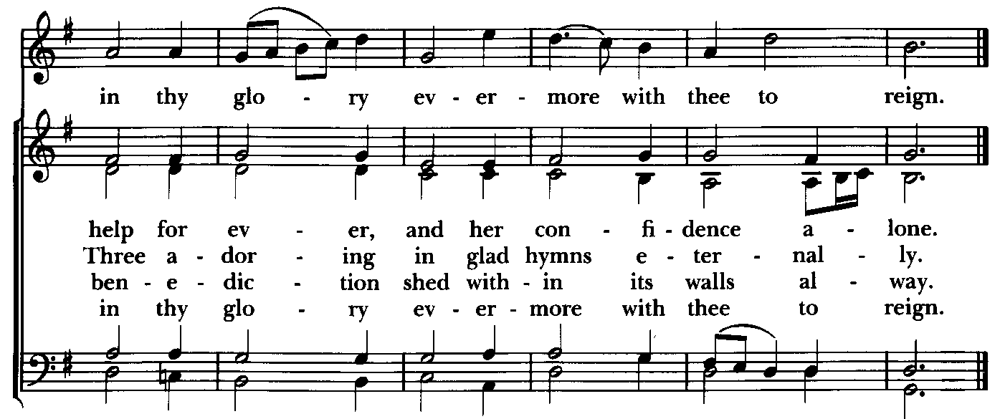 in thy glo - ry ev - er - more with thee to reign.
help for ev - er, and her con - fi - dence a - lone.
Three a - dor - ing in glad hymns e - ter - nal - ly.
ben - e - dic - tion shed with - in its walls al - way.
in thy glo - ry ev - er - more with thee to reign.